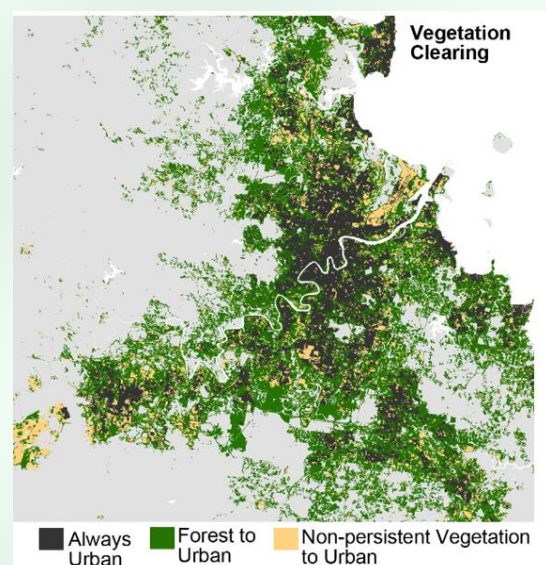 Vegetation
Clearing
Always
Urban
Forest to
Urban
Non-persistent Vegetation
to Urban